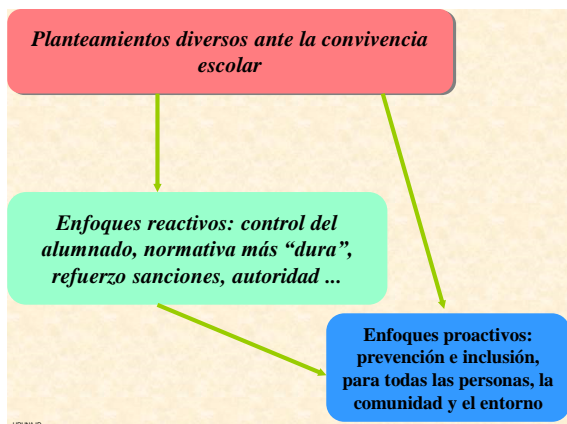 Planteamientos diversos ante la convivencia
escolar
Enfoques reactivos: control del
alumnado, normativa más “dura”,
refuerzo sanciones, autoridad ...
Enfoques proactivos:
prevención e inclusión,
para todas las personas, la
comunidad y el entorno